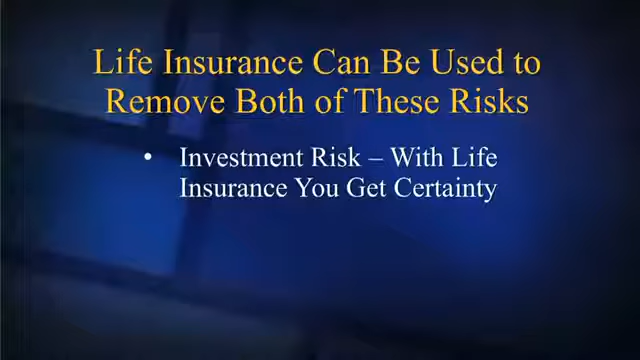 Life Insurance Can Be Used to
Remove Both of These Risks
• Investment Risk – With Life
Insurance You Get Certainty